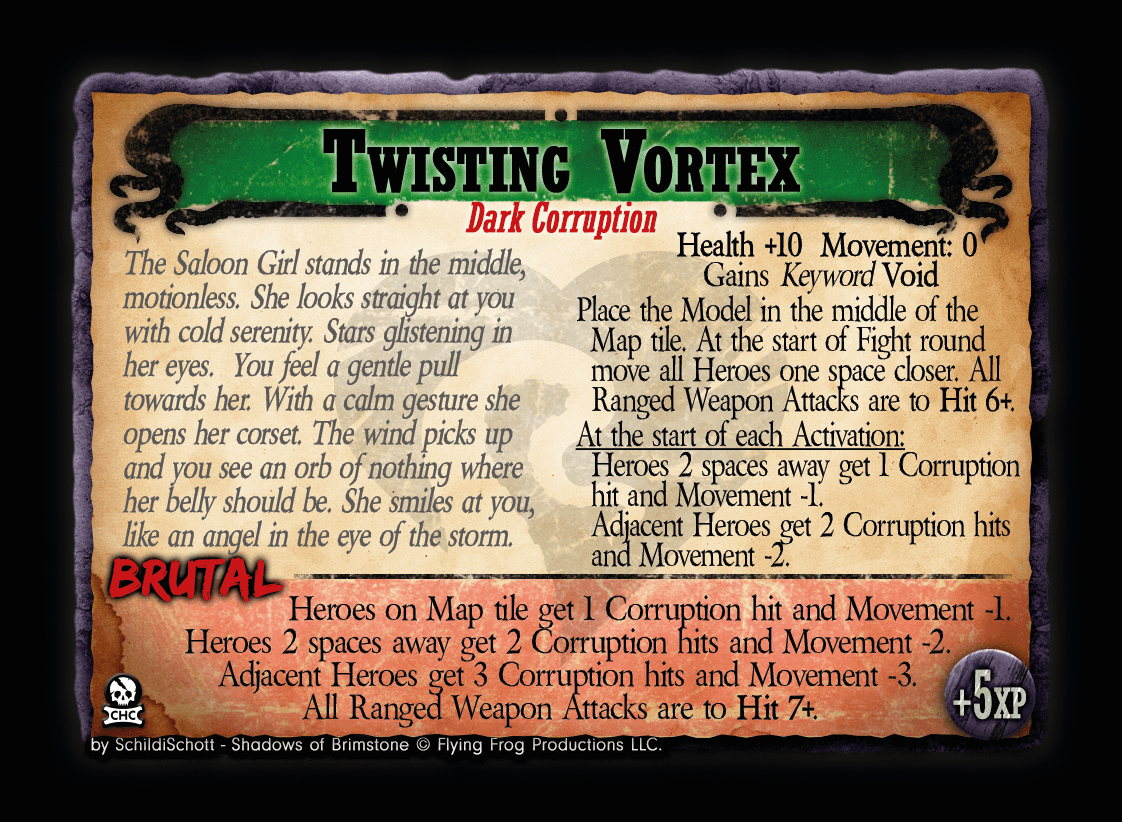 Twisting Vortex
Dark Corruption
The Saloon Girl stands in the middle,
motionless. She looks straight at you
with cold serenity. Stars glistening in
her eyes. You feel a gentle pull
towards her. With a calm gesture she
opens her corset. The wind picks up
and you see an orb of nothing where
her belly should be. She smiles at you,
like an angel in the eye of the storm.
Health +10 Movement: 0
Gains Keyword Void
Place the Model in the middle of the
Map tile. At the start of Fight round
move all Heroes one space closer. All
Ranged Weapon Attacks are to Hit 6+.
At the start of each Activation:
Heroes 2 spaces away get 1 Corruption
hit and Movement -1.
Adjacent Heroes get 2 Corruption hits
and Movement -2.
BRUTAL
Heroes on Map tile get 1 Corruption hit and Movement -1.
Heroes 2 spaces away get 2 Corruption hits and Movement -2.
Adjacent Heroes get 3 Corruption hits and Movement -3.
All Ranged Weapon Attacks are to Hit 7+.
CHC
+5XP
by SchildiSchott - Shadows of Brimstone © Flying Frog Productions LLC.